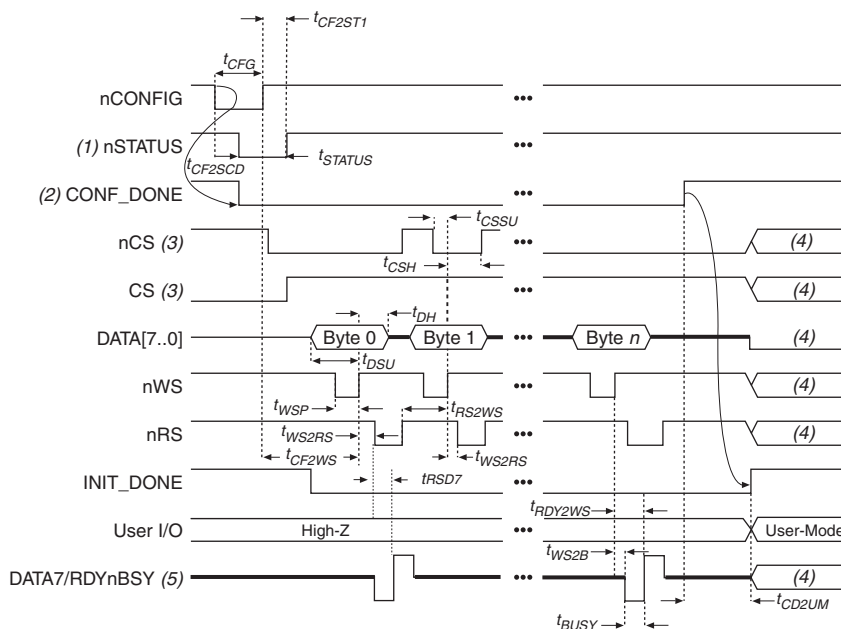 tCF2ST1
tCFG
nCONFIG
•••
(1) nSTATUS
•••
tCF2SCD
tSTATUS
(2) CONF_DONE
•••
tCSSU
nCS (3)
•••
(4)
tCSH
CS (3)
•••
(4)
tDH
DATA[7..0]
Byte 0
Byte 1
•••
Byte n
(4)
tDSU
nWS
•••
(4)
tWSP
tRS2WS
nRS
tWS2RS
•••
(4)
tCF2WS
tWS2RS
INIT_DONE
tRSD7
•••
tRDY2WS
User I/O
High-Z
•••
User-Mode
tWS2B
DATA7/RDYnBSY (5)
•••
(4)
tCD2UM
tBUSY